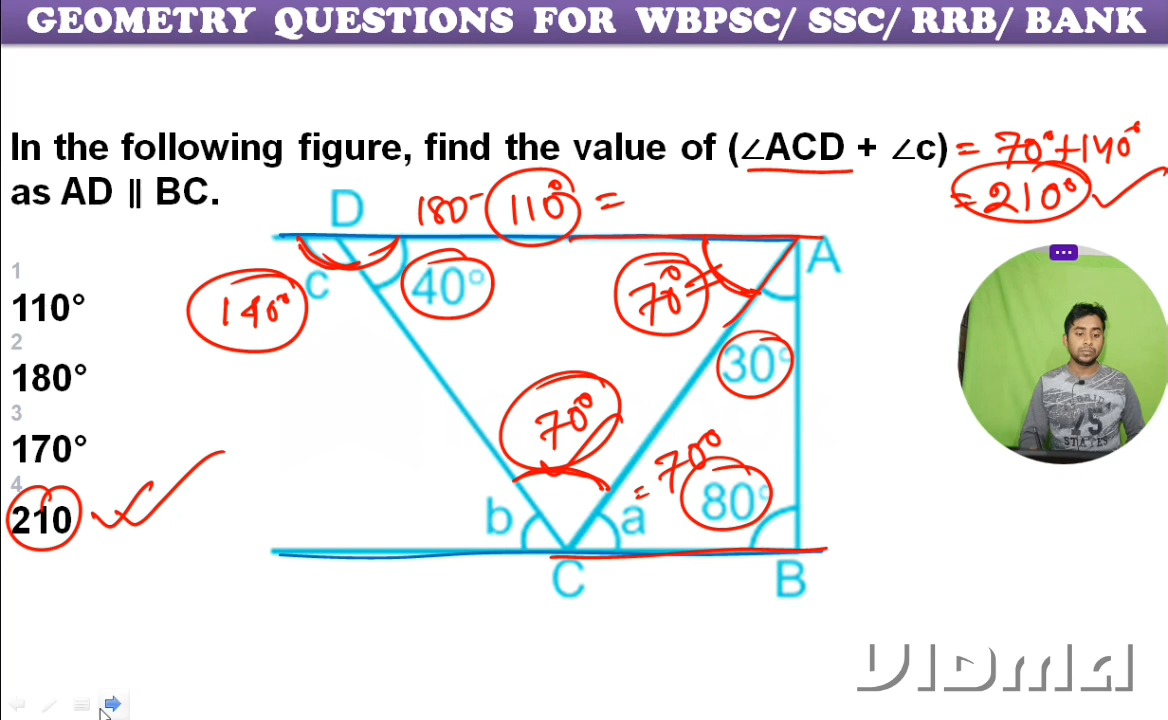 GEOMETRY QUESTIONS FOR WBPSC/ SSC/ RRB/ BANK
In the following figure, find the value of (∠ACD + ∠c) = 70° + 140°
as AD ∥ BC.
= 210°
D
180 - 110° =
A
c
40°
70° =
140°
30°
1
110°
2
180°
3
170°
4
210
70°
= 70°
80°
b
a
C
B
75
STATES
VIDMA